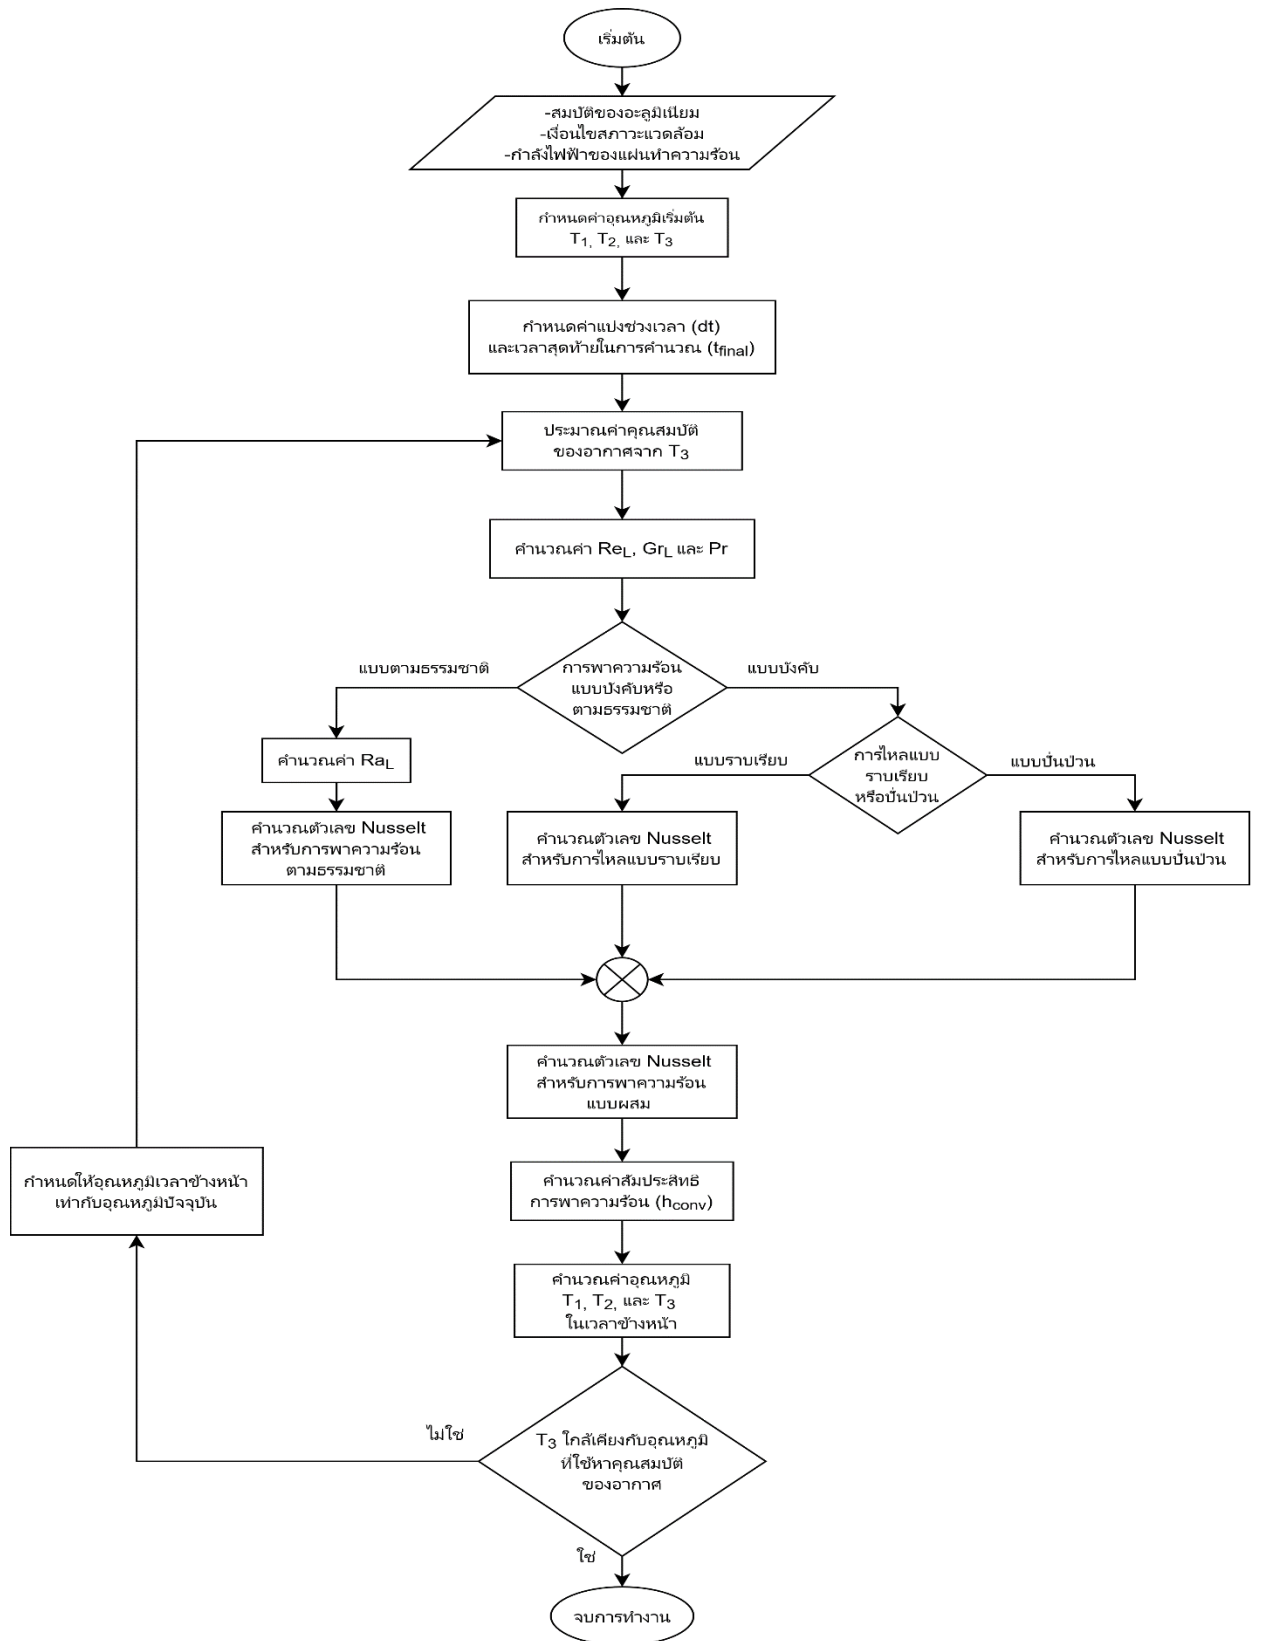 เริ่มต้น
-สมบัติของอะลูมิเนียม
-เงื่อนไขสภาวะแวดล้อม
-กำลังไฟฟ้าของแผ่นทำความร้อน
กำหนดค่าอุณหภูมิเริ่มต้น
T1, T2, และ T3
กำหนดค่าแบ่งช่วงเวลา (dt)
และเวลาสุดท้ายในการคำนวณ (tfinal)
ประมาณค่าคุณสมบัติ
ของอากาศจาก T3
คำนวณค่า ReL, GrL และ Pr
แบบตามธรรมชาติ
การพาความร้อน
แบบบังคับหรือ
ตามธรรมชาติ
แบบบังคับ
คำนวณค่า RaL
แบบราบเรียบ
การไหลแบบ
ราบเรียบ
หรือปั่นป่วน
แบบปั่นป่วน
คำนวณตัวเลข Nusselt
สำหรับการพาความร้อน
ตามธรรมชาติ
คำนวณตัวเลข Nusselt
สำหรับการไหลแบบราบเรียบ
คำนวณตัวเลข Nusselt
สำหรับการไหลแบบปั่นป่วน
คำนวณตัวเลข Nusselt
สำหรับการพาความร้อน
แบบผสม
กำหนดให้อุณหภูมิเวลาข้างหน้า
เท่ากับอุณหภูมิปัจจุบัน
คำนวณค่าสัมประสิทธิ์
การพาความร้อน (hconv)
คำนวณค่าอุณหภูมิ
T1, T2, และ T3
ในเวลาข้างหน้า
ไม่ใช่
T3 ใกล้เคียงกับอุณหภูมิ
ที่ใช้หาคุณสมบัติ
ของอากาศ
ใช่
จบการทำงาน